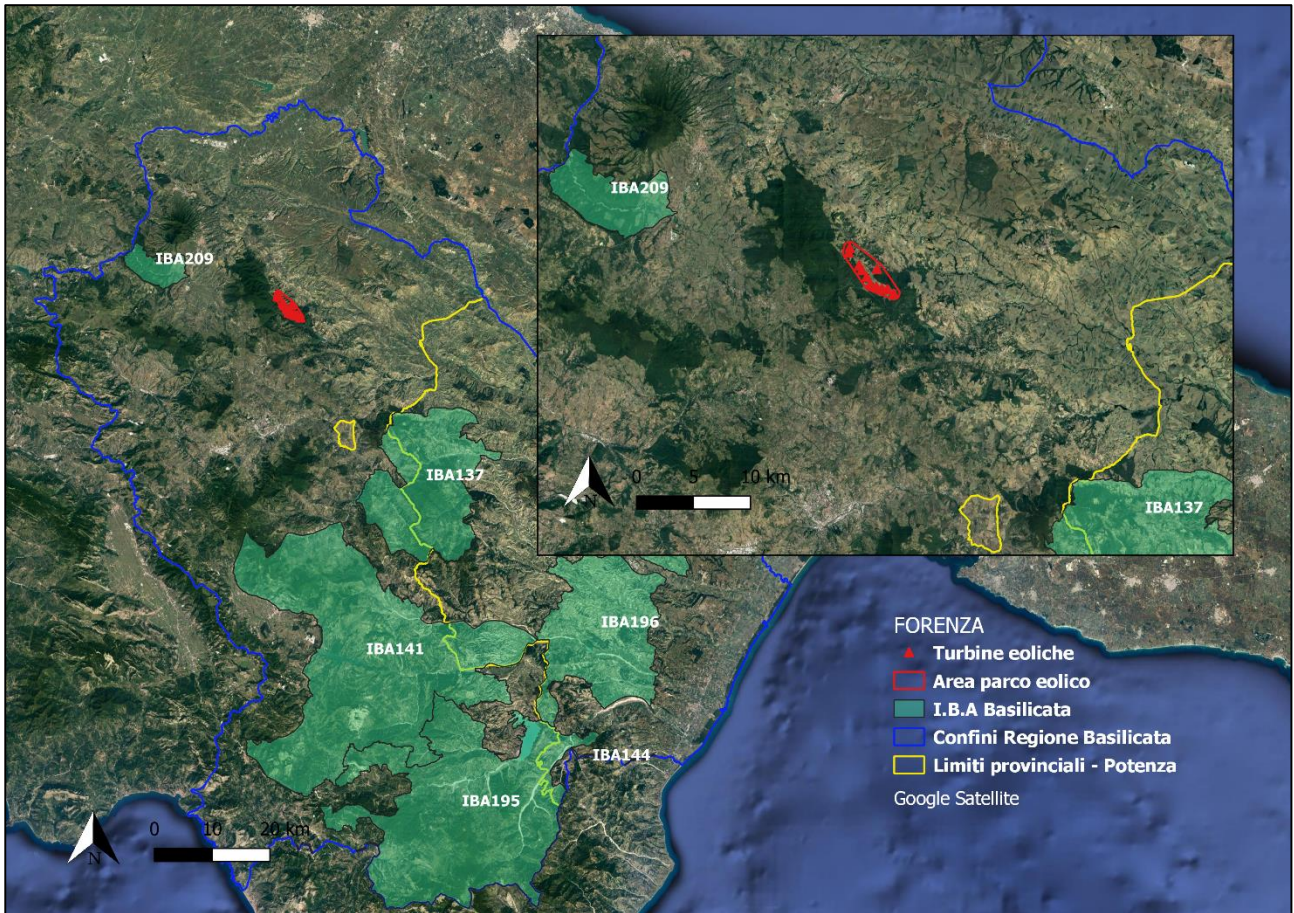 IBA209
IBA137
IBA141
IBA196
IBA144
IBA195
0 10 20 km
N
IBA209
IBA137
0 5 10 km
N
FORENZA
Turbine eoliche
Area parco eolico
I.B.A Basilicata
Confini Regione Basilicata
Limiti provinciali - Potenza
Google Satellite